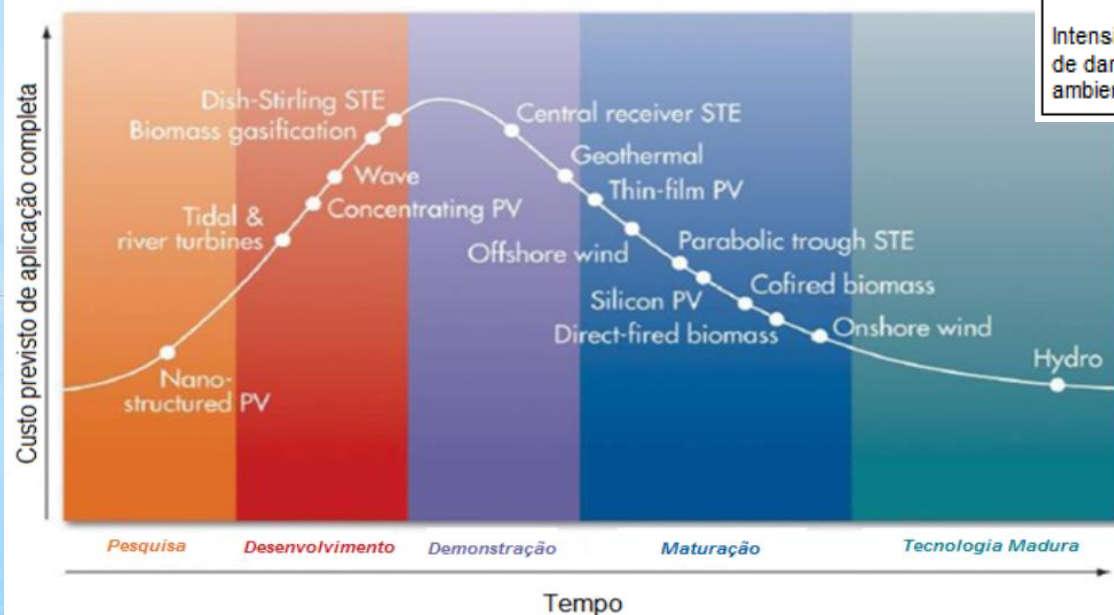 Custo previsto de aplicação completa
Dish-Stirling STE
Biomass gasification
Wave
Concentrating PV
Tidal &
river turbines
Nano-
structured PV
Central receiver STE
Geothermal
Thin-film PV
Offshore wind
Parabolic trough STE
Silicon PV
Cofired biomass
Direct-fired biomass
Onshore wind
Hydro
Pesquisa
Desenvolvimento
Demonstração
Maturação
Tecnologia Madura
Tempo
de